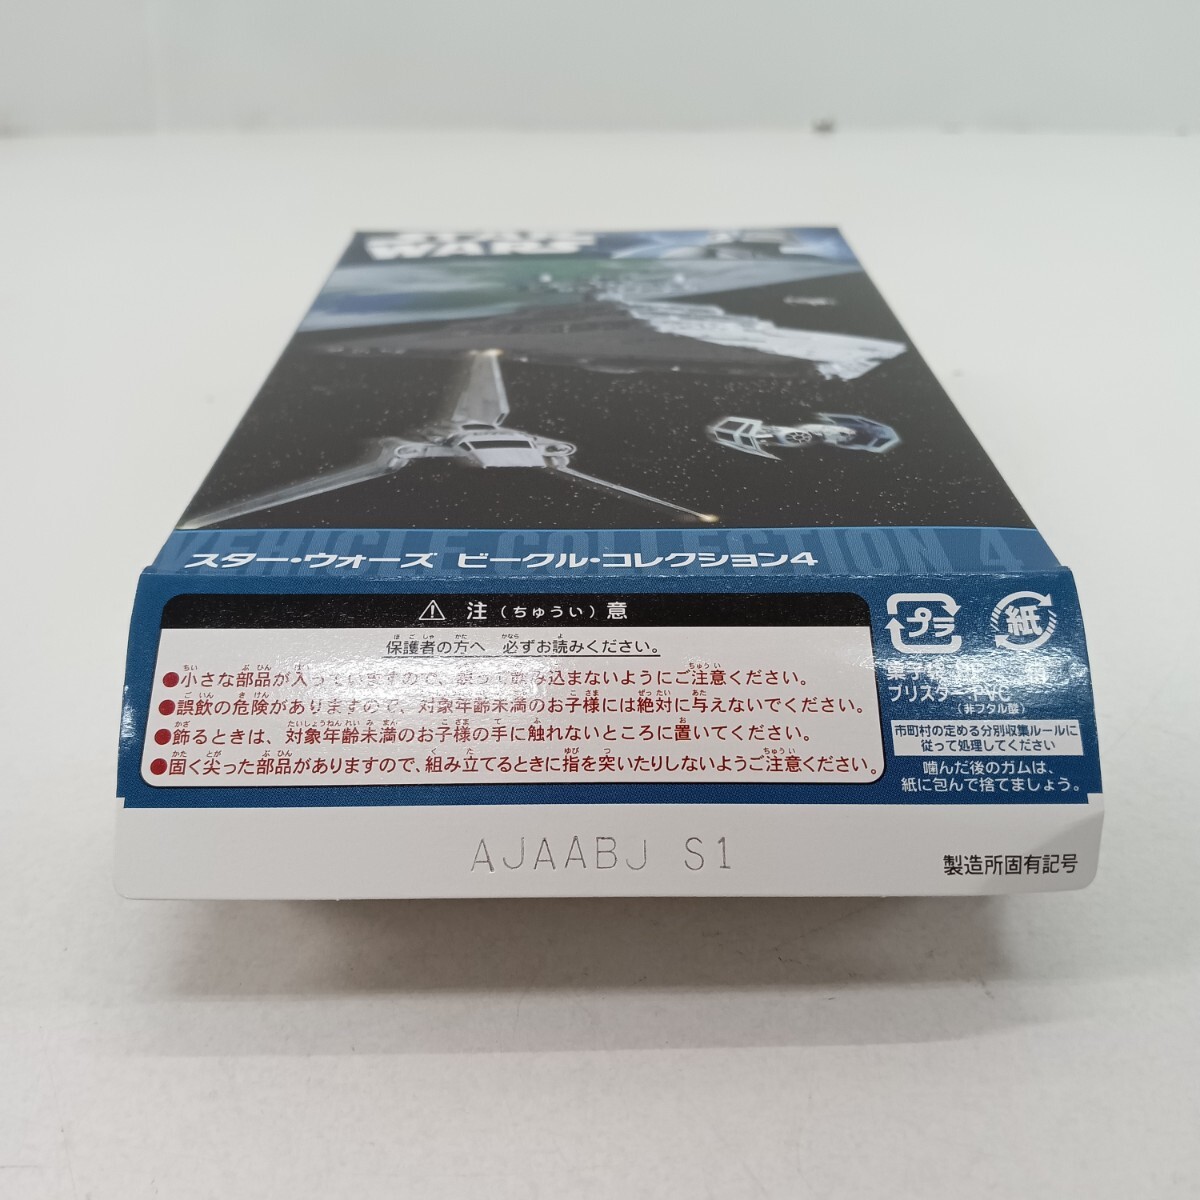 STAR
WARS
VEHICLE COLLECTION 4
スター・ウォーズ ビークル・コレクション4
⚠ 注(ちゅうい)意
保護者の方へ 必ずお読みください。
●小さな部品が入っていますので、誤って飲み込まないようにご注意ください。
●誤飲の危険がありますので、対象年齢未満のお子様には絶対に与えないでください。
●飾るときは、対象年齢未満のお子様の手に触れないところに置いてください。
●固く尖った部品がありますので、組み立てるときに指を突いたりしないようご注意ください。
プラ
紙
ブリスター:PVC
(非フタル酸)
市町村の定める分別収集ルールに
従って処理してください
噛んだ後のガムは、
紙に包んで捨てましょう。
AJAABJ S1
製造所固有記号